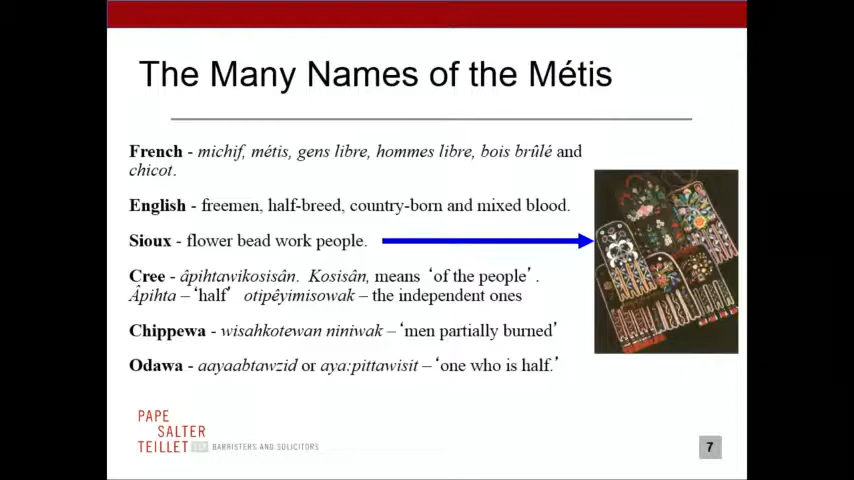 The Many Names of the Métis
French - michif, métis, gens libre, hommes libre, bois brûlé and
chicot.
English - freemen, half-breed, country-born and mixed blood.
Sioux - flower bead work people.
Cree - âpihtawikosisân. Kosisân, means ‘of the people’.
Âpihta – ‘half’ otipêyimisowak – the independent ones
Chippewa - wisahkotewan niniwak – ‘men partially burned’
Odawa - aayaabtawzid or aya:pittawisit – ‘one who is half.’
PAPE
SALTER
TEILLET LLP BARRISTERS AND SOLICITORS
7